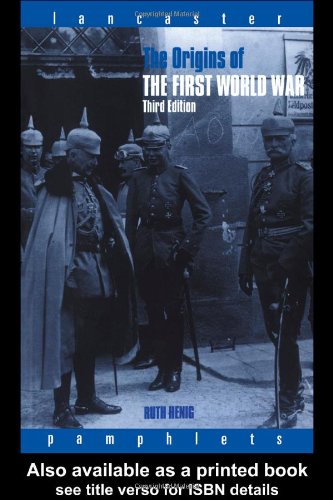 lancaster
The Origins of
THE FIRST WORLD WAR
Third Edition
Feldpost
RUTH HENIG
pamphlets
Also available as a printed book
see title verso for ISBN details